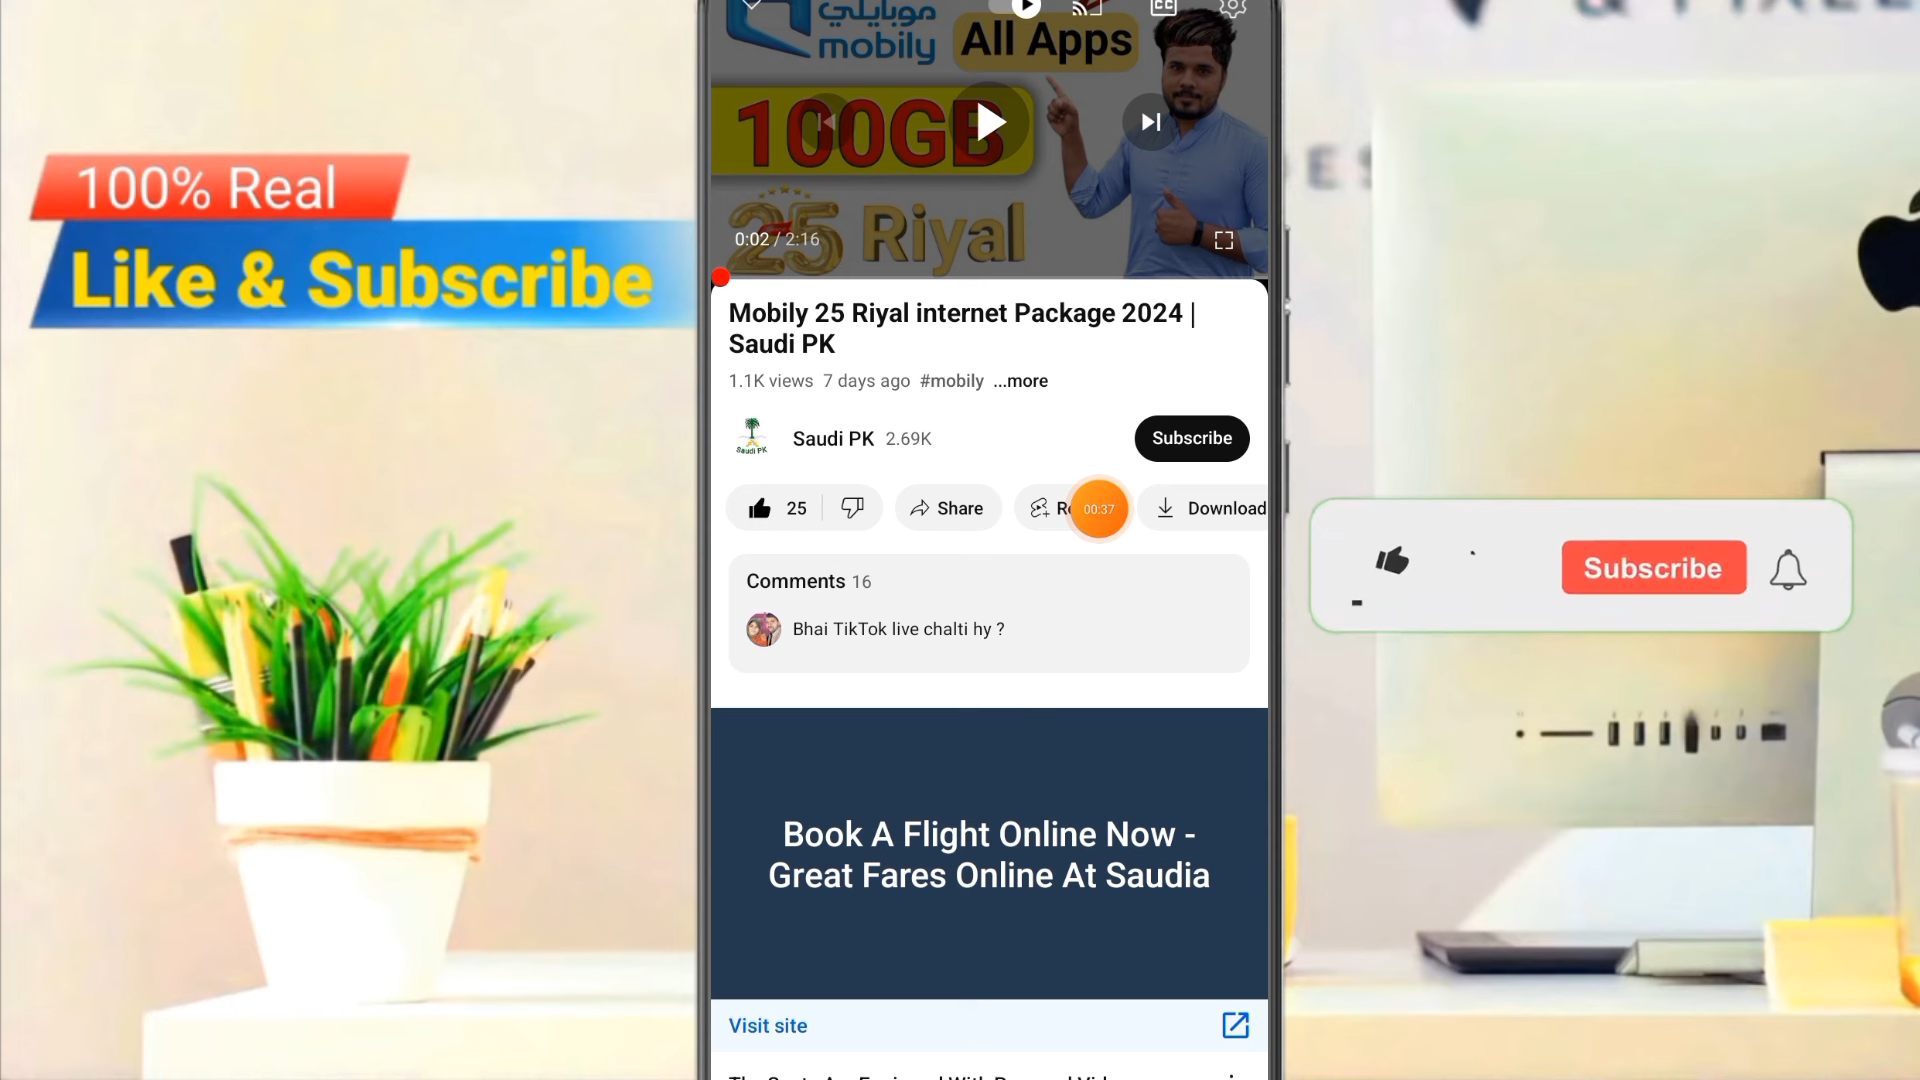 موبايلي
mobily
All Apps
CC
100GB
25 Riyal
0:02 / 2:16
100% Real
Like & Subscribe
Mobily 25 Riyal internet Package 2024 |
Saudi PK
1.1K views 7 days ago #mobily ...more
Saudi PK
Saudi PK 2.69K
Subscribe
25
Share
00:37
Download
Comments 16
Bhai TikTok live chalti hy ?
Subscribe
Book A Flight Online Now -
Great Fares Online At Saudia
Visit site